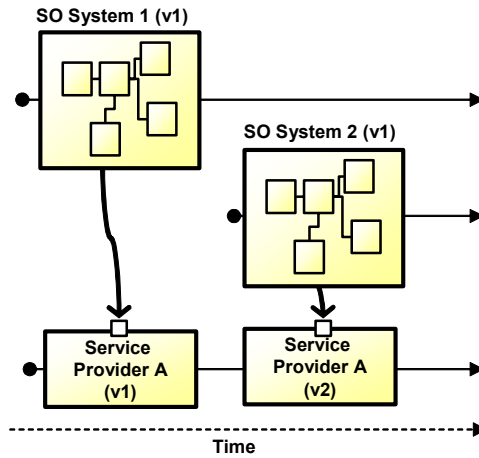 SO System 1 (v1)
SO System 2 (v1)
Service
Provider A
(v1)
Service
Provider A
(v2)
Time